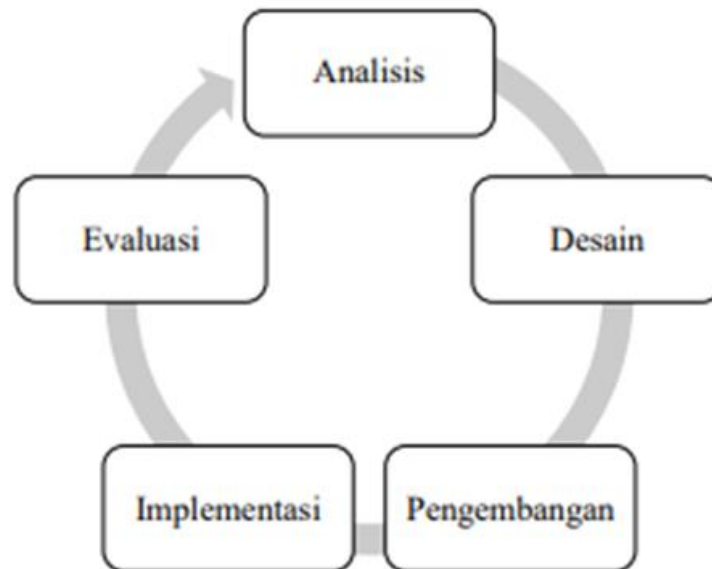 Analisis
Desain
Pengembangan
Implementasi
Evaluasi